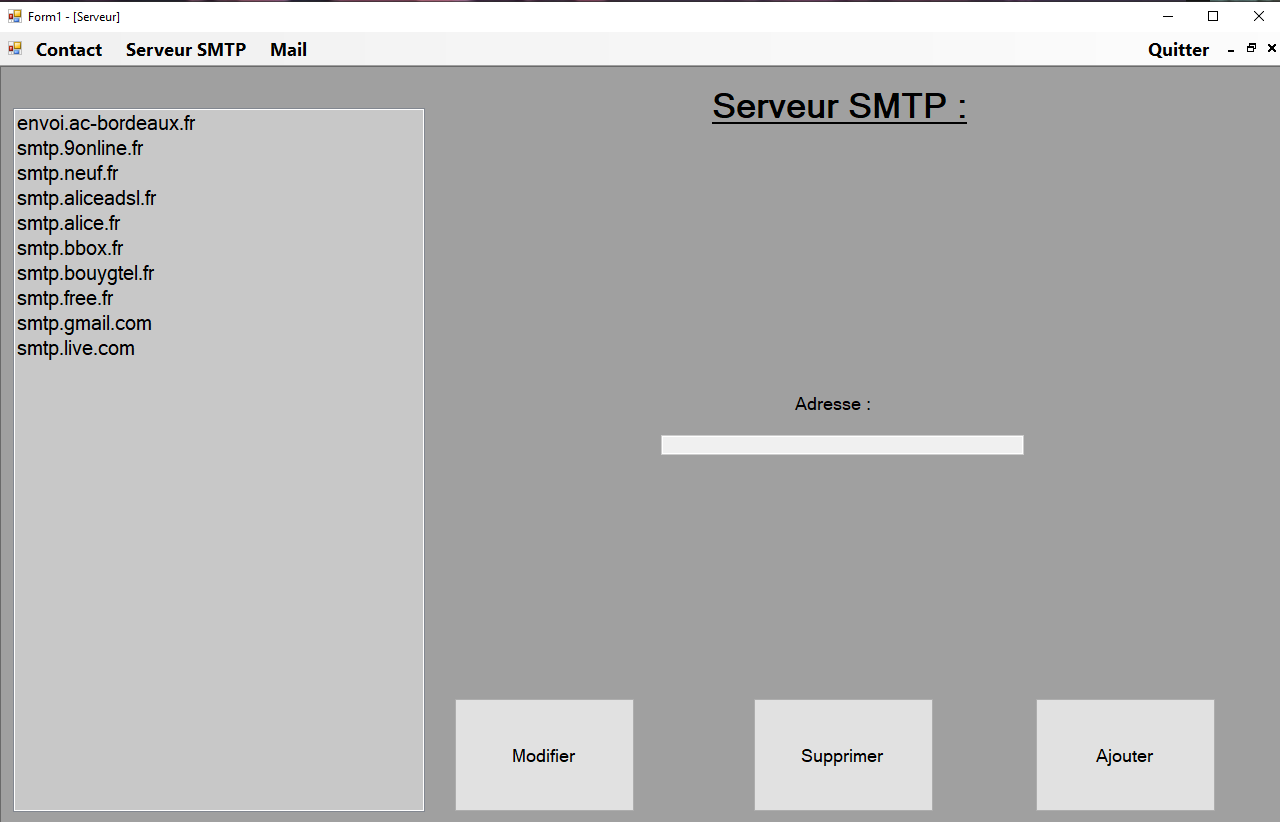 Form1 - [Serveur]
Contact Serveur SMTP Mail Quitter
envoi.ac-bordeaux.fr
smtp.9online.fr
smtp.neuf.fr
smtp.aliceadsl.fr
smtp.alice.fr
smtp.bbox.fr
smtp.bouygtel.fr
smtp.free.fr
smtp.gmail.com
smtp.live.com
Serveur SMTP :
Adresse :
Modifier Supprimer Ajouter